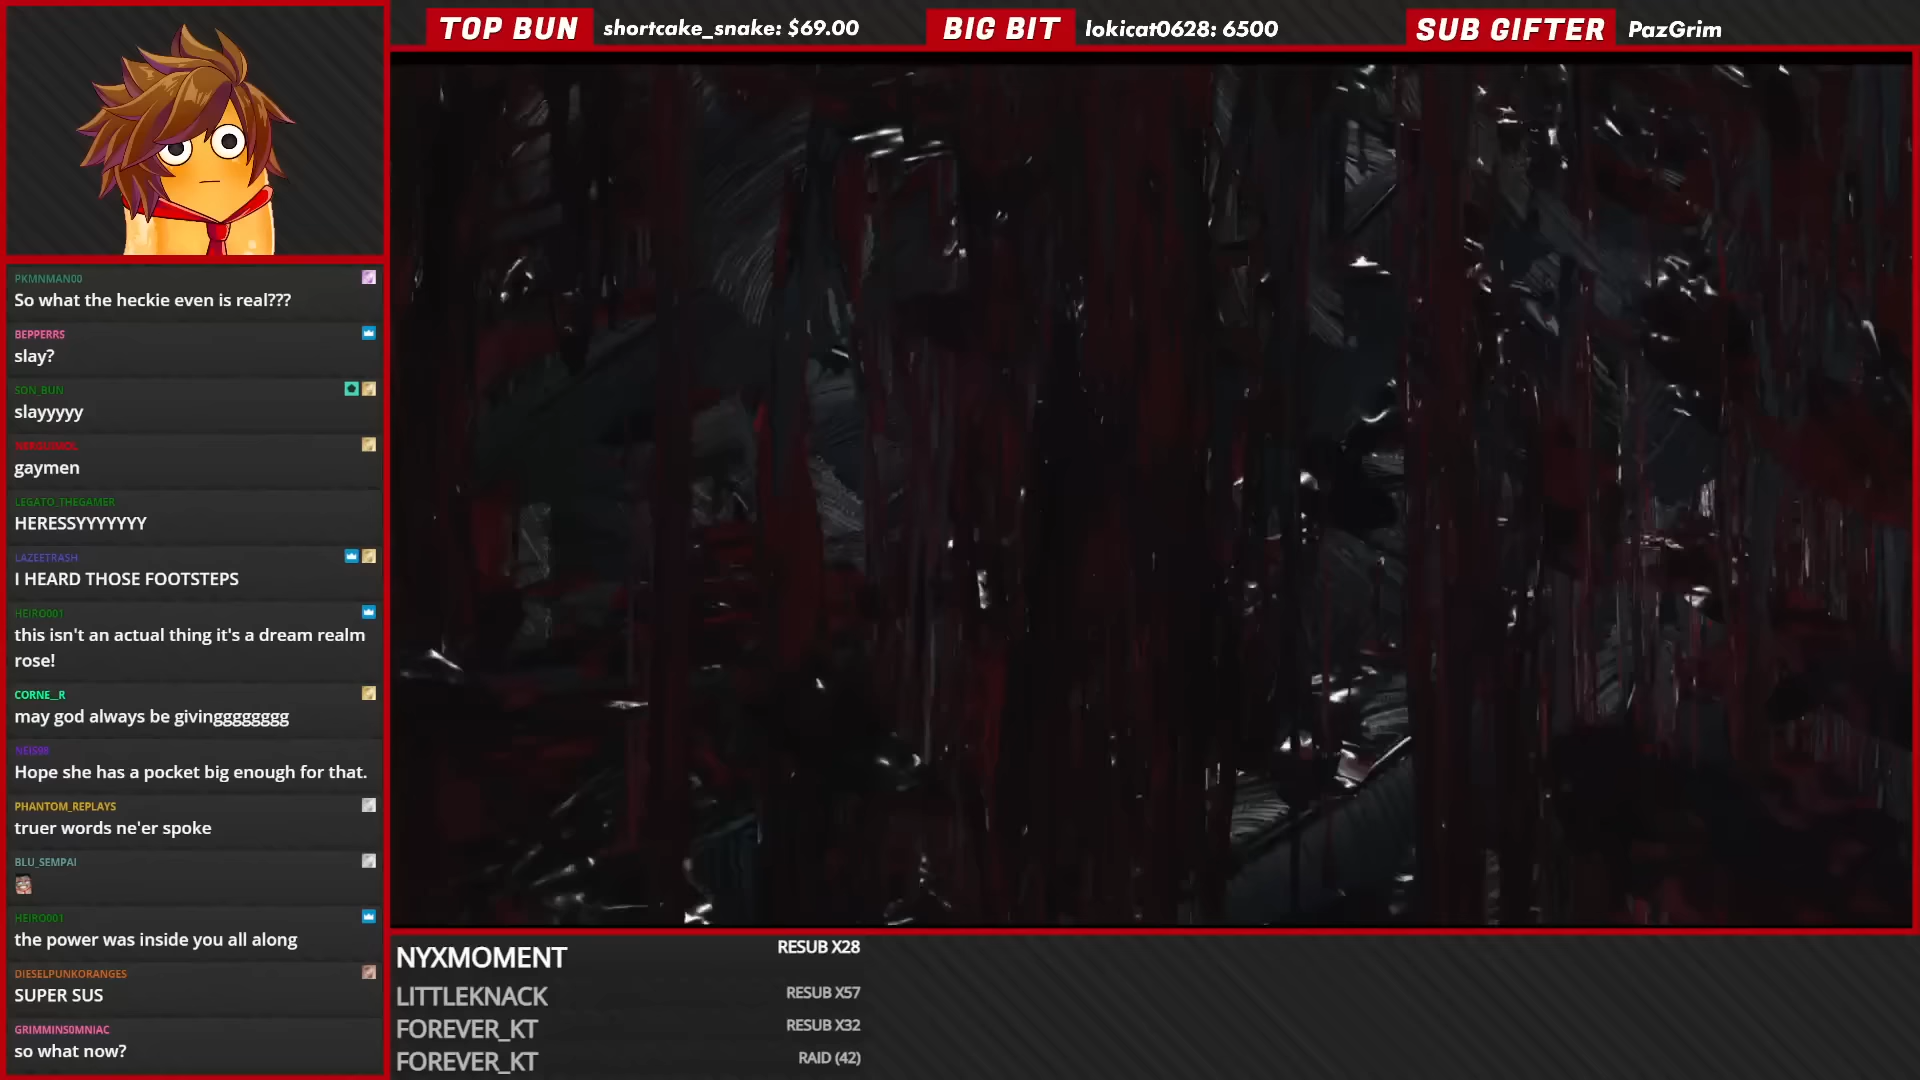 TOP BUN shortcake_snake: $69.00 BIG BIT lokicat0628: 6500 SUB GIFTER PazGrim
PKMNMAN00
So what the heckie even is real???
BEPPERRS
slay?
SON_BUN
slayyyyy
gaymen
LEGATO_THEGAMER
HERESSYYYYYYY
LAZEETRASH
I HEARD THOSE FOOTSTEPS
HEIRO001
this isn't an actual thing it's a dream realm
rose!
CORNE__R
may god always be givingggggggg
NEIS98
Hope she has a pocket big enough for that.
PHANTOM_REPLAYS
truer words ne'er spoke
BLU_SEMPAI
HEIRO001
the power was inside you all along
DIESELPUNKORANGES
SUPER SUS
GRIMMINS0MNIAC
so what now?
NYXMOMENT RESUB X28
LITTLEKNACK RESUB X57
FOREVER_KT RESUB X32
FOREVER_KT RAID (42)